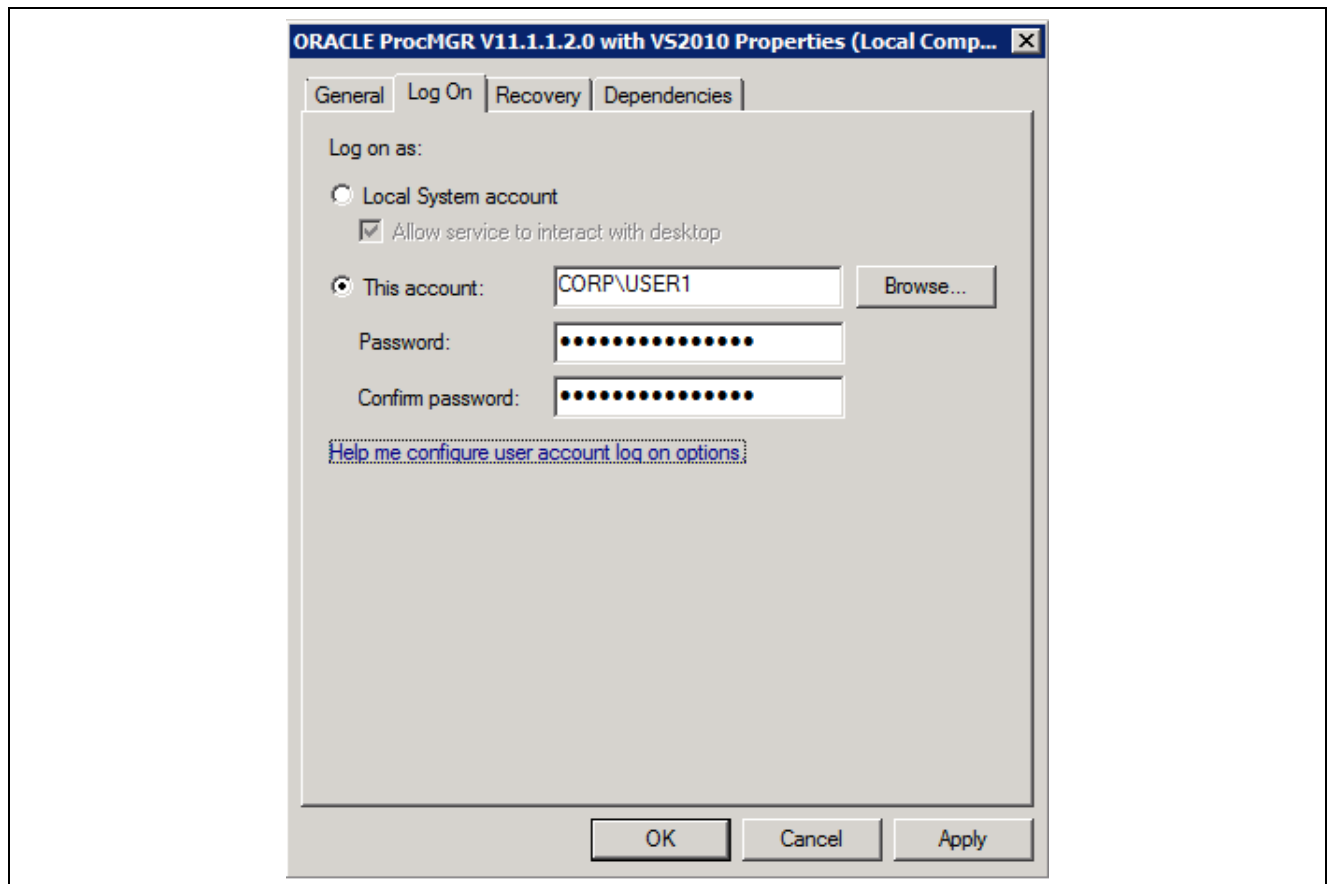 ORACLE ProcMGR V11.1.1.2.0 with VS2010 Properties (Local Comp...
General Log On Recovery Dependencies
Log on as:
Local System account
Allow service to interact with desktop
This account: CORP\USER1 Browse...
Password: •••••••••••••••
Confirm password: •••••••••••••••
Help me configure user account log on options.
OK Cancel Apply